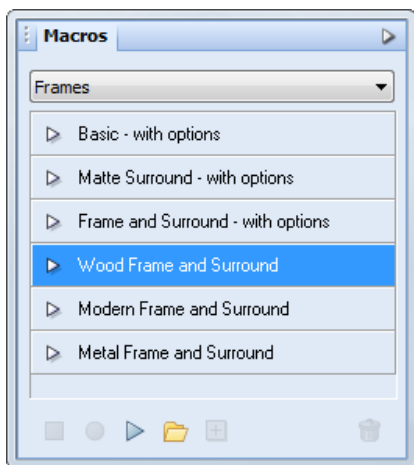 Macros
Frames
Basic - with options
Matte Surround - with options
Frame and Surround - with options
Wood Frame and Surround
Modern Frame and Surround
Metal Frame and Surround